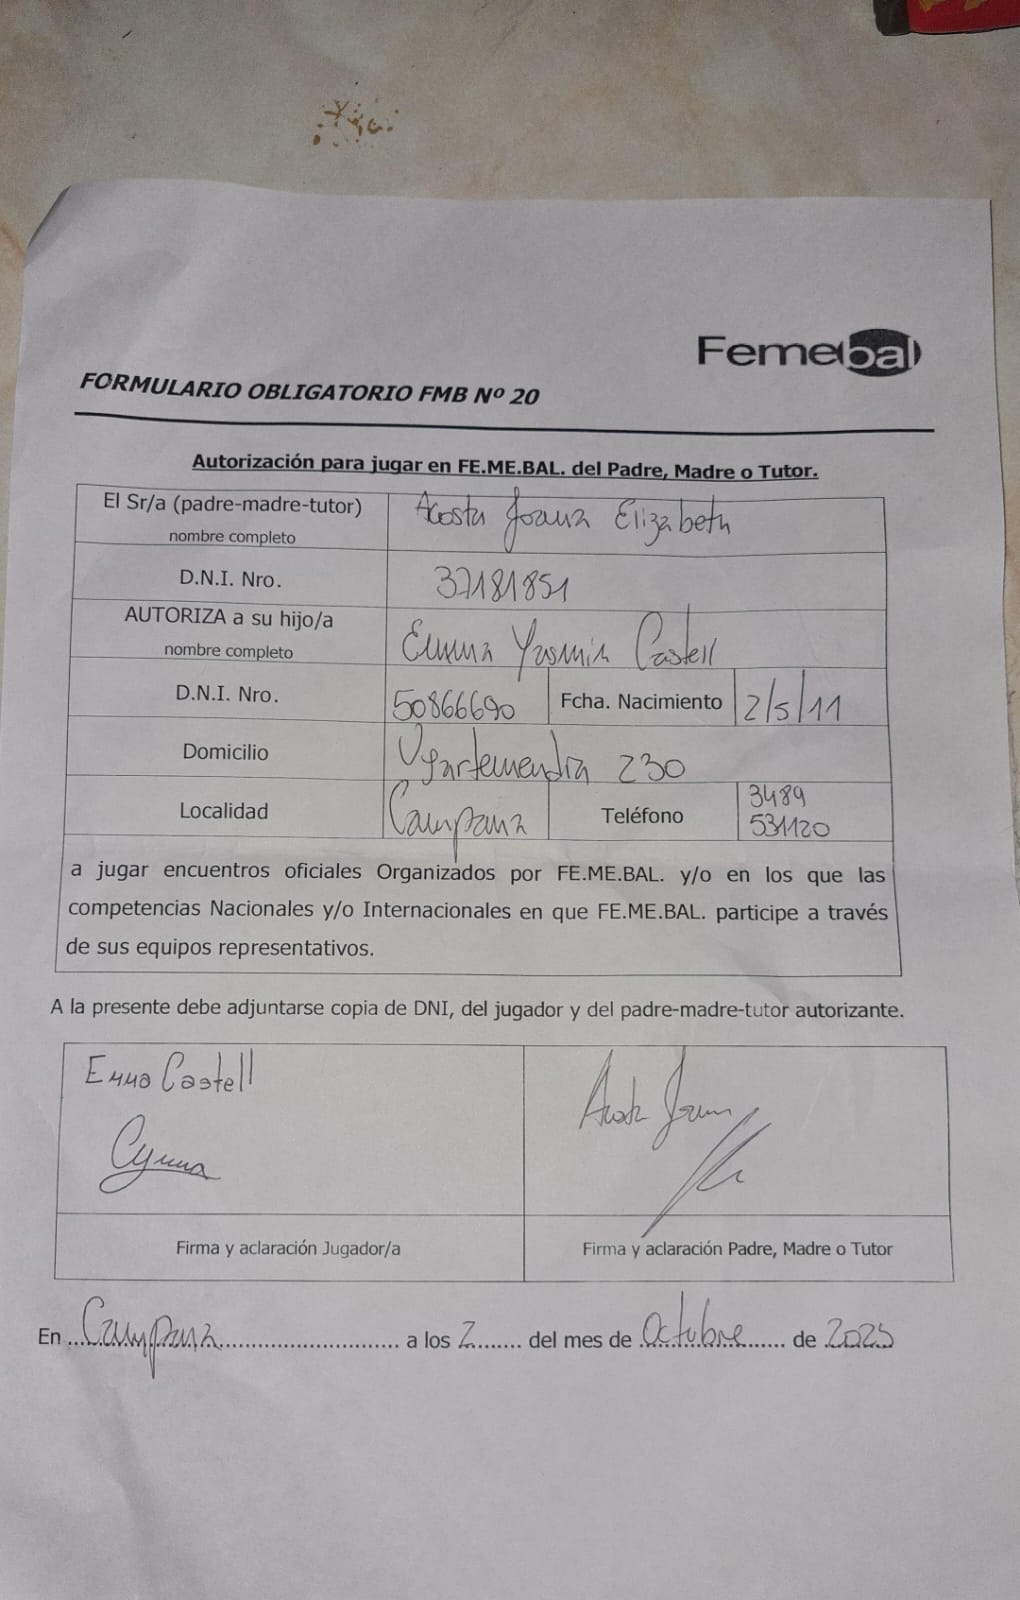 Femebal
FORMULARIO OBLIGATORIO FMB Nº 20
Autorización para jugar en FE.ME.BAL. del Padre, Madre o Tutor.
El Sr/a (padre-madre-tutor) Acosta Joana Elizabeth
nombre completo
D.N.I. Nro. 37181851
AUTORIZA a su hijo/a Emma Yasmin Castell
nombre completo
D.N.I. Nro. 50866690 Fcha. Nacimiento 2/5/11
Domicilio Ugartemendia 230
Localidad Campana Teléfono 3489
531120
a jugar encuentros oficiales Organizados por FE.ME.BAL. y/o en los que las
competencias Nacionales y/o Internacionales en que FE.ME.BAL. participe a través
de sus equipos representativos.
A la presente debe adjuntarse copia de DNI, del jugador y del padre-madre-tutor autorizante.
Emma Castell
Acosta Joana
Firma y aclaración Jugador/a Firma y aclaración Padre, Madre o Tutor
En Campana a los 2 del mes de Octubre de 2025